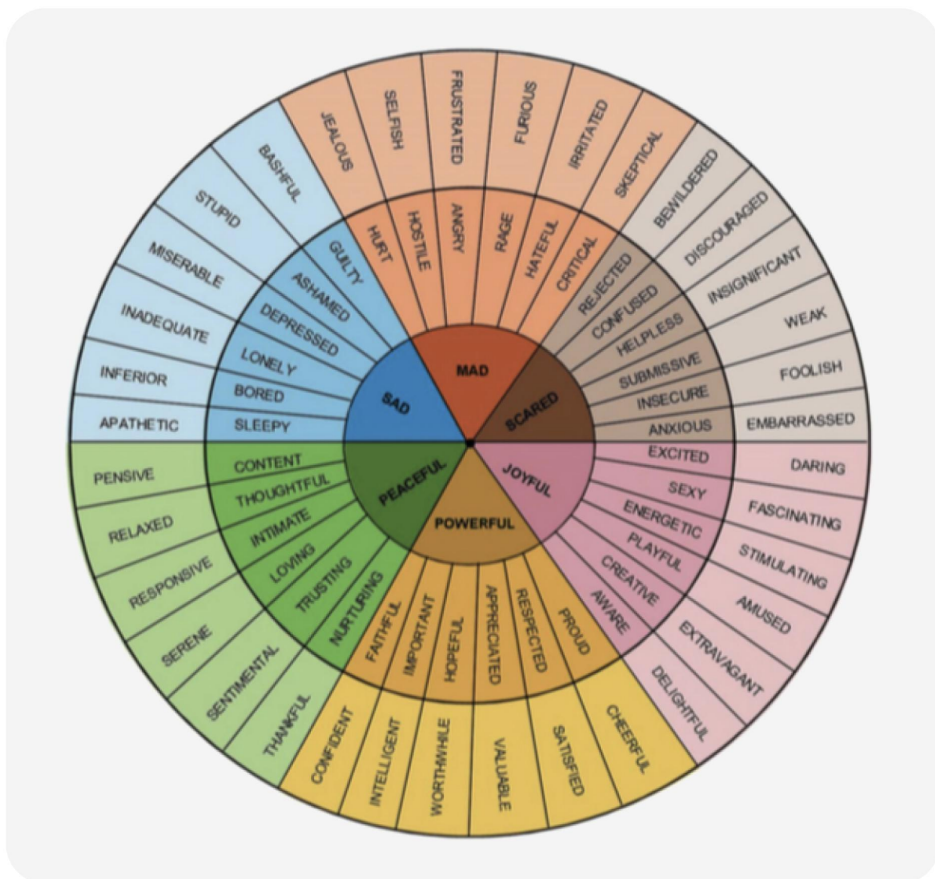 MAD
SCARED
JOYFUL
POWERFUL
PEACEFUL
SAD
HURT
HOSTILE
ANGRY
RAGE
HATEFUL
CRITICAL
REJECTED
CONFUSED
HELPLESS
SUBMISSIVE
INSECURE
ANXIOUS
EXCITED
SEXY
ENERGETIC
PLAYFUL
CREATIVE
AWARE
PROUD
RESPECTED
APPRECIATED
HOPEFUL
IMPORTANT
FAITHFUL
NURTURING
TRUSTING
LOVING
INTIMATE
THOUGHTFUL
CONTENT
SLEEPY
BORED
LONELY
DEPRESSED
ASHAMED
GUILTY
JEALOUS
SELFISH
FRUSTRATED
FURIOUS
IRRITATED
SKEPTICAL
BEWILDERED
DISCOURAGED
INSIGNIFICANT
WEAK
FOOLISH
EMBARRASSED
DARING
FASCINATING
STIMULATING
AMUSED
EXTRAVAGANT
DELIGHTFUL
CHEERFUL
SATISFIED
VALUABLE
WORTHWHILE
INTELLIGENT
CONFIDENT
THANKFUL
SENTIMENTAL
SERENE
RESPONSIVE
RELAXED
PENSIVE
APATHETIC
INFERIOR
INADEQUATE
MISERABLE
STUPID
BASHFUL